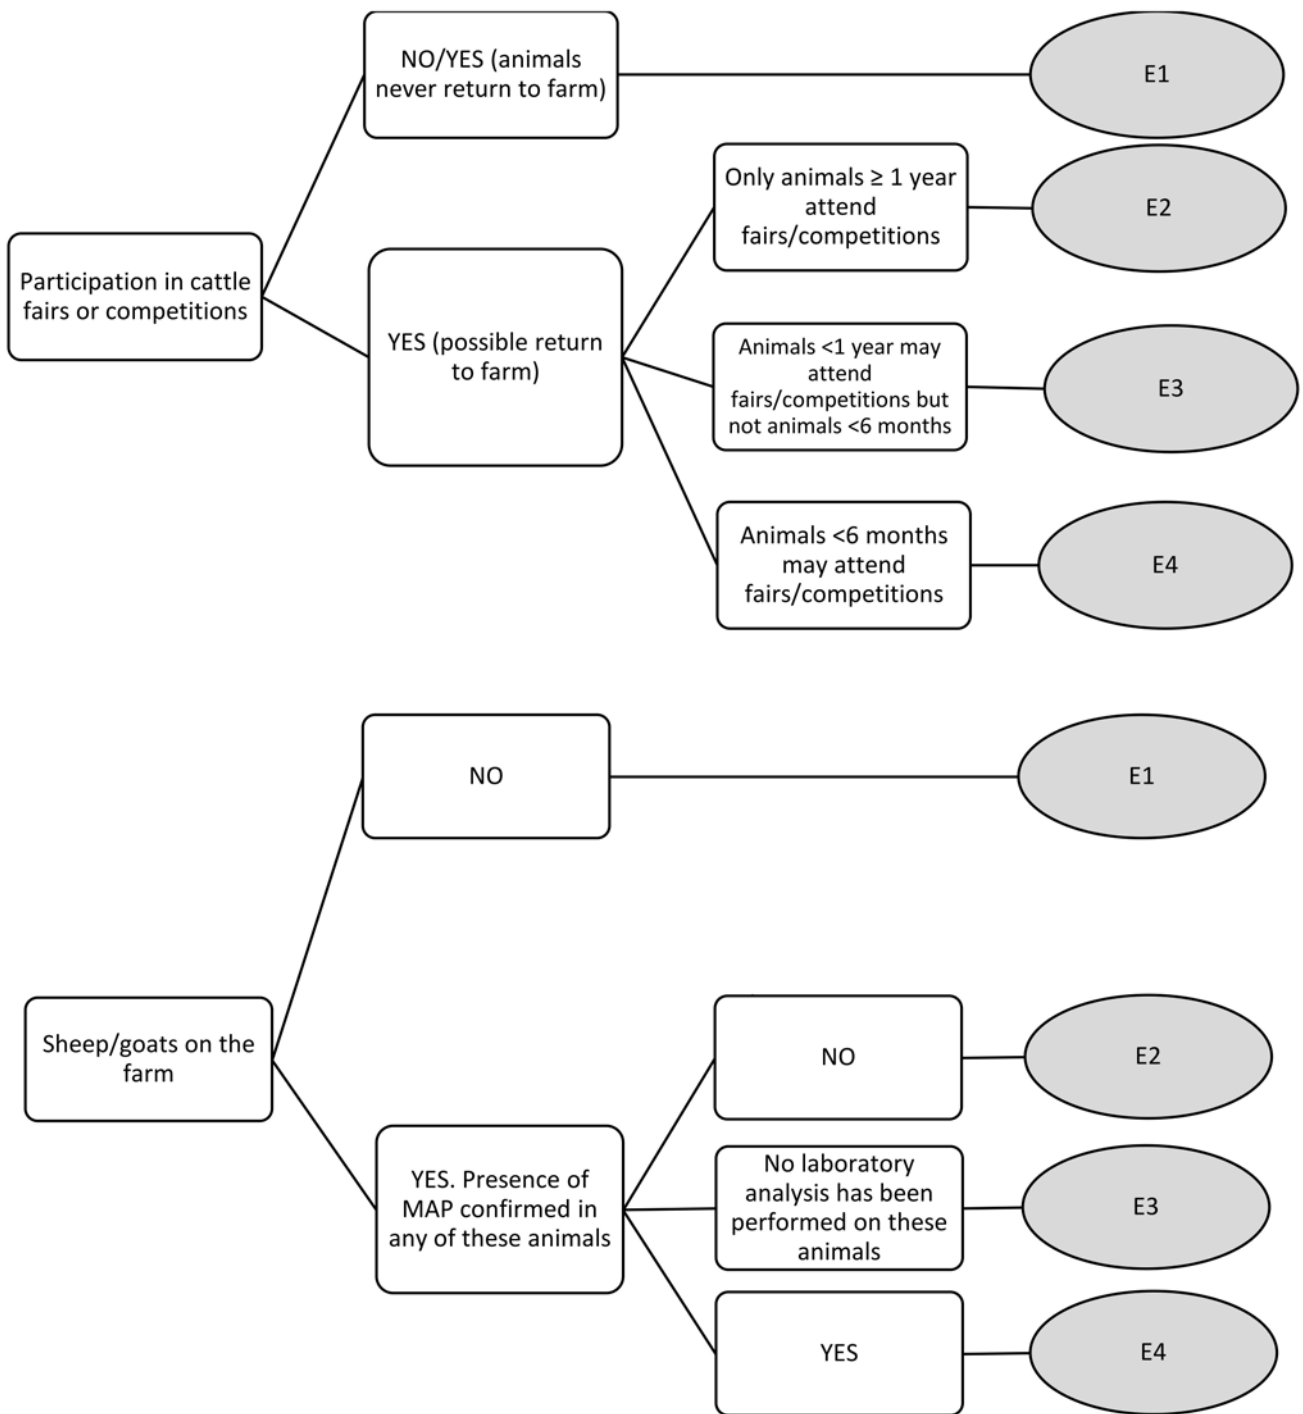 NO/YES (animals
never return to farm)
E1
Only animals ≥ 1 year
attend
fairs/competitions
E2
Participation in cattle
fairs or competitions
YES (possible return
to farm)
Animals <1 year may
attend
fairs/competitions but
not animals <6 months
E3
Animals <6 months
may attend
fairs/competitions
E4
NO
E1
Sheep/goats on the
farm
NO
E2
YES. Presence of
MAP confirmed in
any of these animals
No laboratory
analysis has been
performed on these
animals
E3
YES
E4